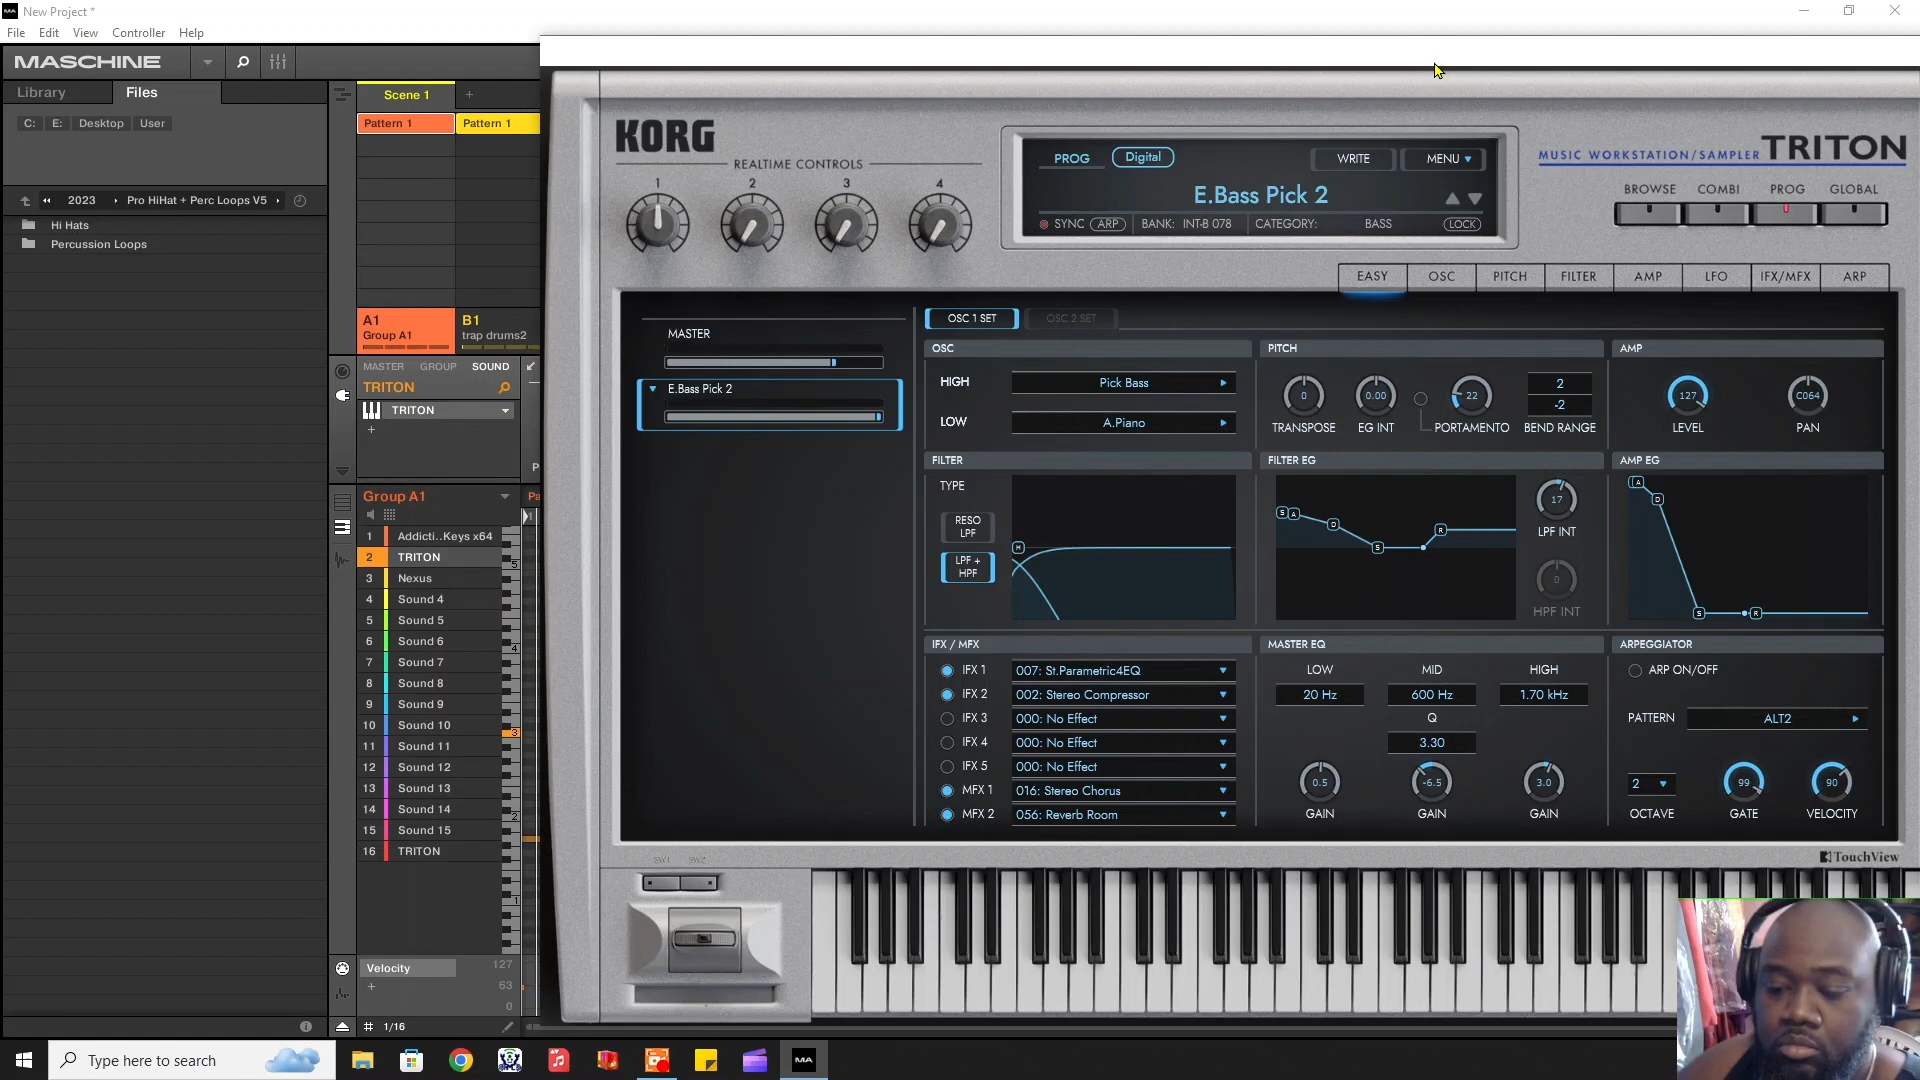 New Project *
File Edit View Controller Help
MASCHINE
Library Files
C: E: Desktop User
2023 Pro HiHat + Perc Loops V5
Hi Hats
Percussion Loops
Scene 1 +
Pattern 1 Pattern 1
A1
Group A1
B1
trap drums2
MASTER GROUP SOUND
TRITON
TRITON
+
Group A1
Pa
1 Addicti..Keys x64
2 TRITON
3 Nexus
4 Sound 4
5 Sound 5
6 Sound 6
7 Sound 7
8 Sound 8
9 Sound 9
10 Sound 10
11 Sound 11
12 Sound 12
13 Sound 13
14 Sound 14
15 Sound 15
16 TRITON
5
4
3
2
1
Velocity 127
+ 63
0
# 1/16
KORG
REALTIME CONTROLS
1 2 3 4
PROG Digital WRITE MENU
E.Bass Pick 2
SYNC ARP BANK: INT-B 078 CATEGORY: BASS LOCK
MUSIC WORKSTATION/SAMPLER TRITON
BROWSE COMBI PROG GLOBAL
EASY OSC PITCH FILTER AMP LFO IFX/MFX ARP
MASTER
E.Bass Pick 2
OSC 1 SET OSC 2 SET
OSC
HIGH Pick Bass
LOW A.Piano
PITCH
0 0.00 22 2
-2
TRANSPOSE EG INT PORTAMENTO BEND RANGE
AMP
127 C064
LEVEL PAN
FILTER
TYPE
RESO
LPF
LPF +
HPF
H
FILTER EG
S A D S R
17
LPF INT
0
HPF INT
AMP EG
A D S R
IFX / MFX
IFX 1 007: St.Parametric4EQ
IFX 2 002: Stereo Compressor
IFX 3 000: No Effect
IFX 4 000: No Effect
IFX 5 000: No Effect
MFX 1 016: Stereo Chorus
MFX 2 056: Reverb Room
MASTER EQ
LOW MID HIGH
20 Hz 600 Hz 1.70 kHz
Q
3.30
0.5 -6.5 3.0
GAIN GAIN GAIN
ARPEGGIATOR
ARP ON/OFF
PATTERN ALT2
2 99 90
OCTAVE GATE VELOCITY
TouchView
SW1 SW2
Type here to search
MA